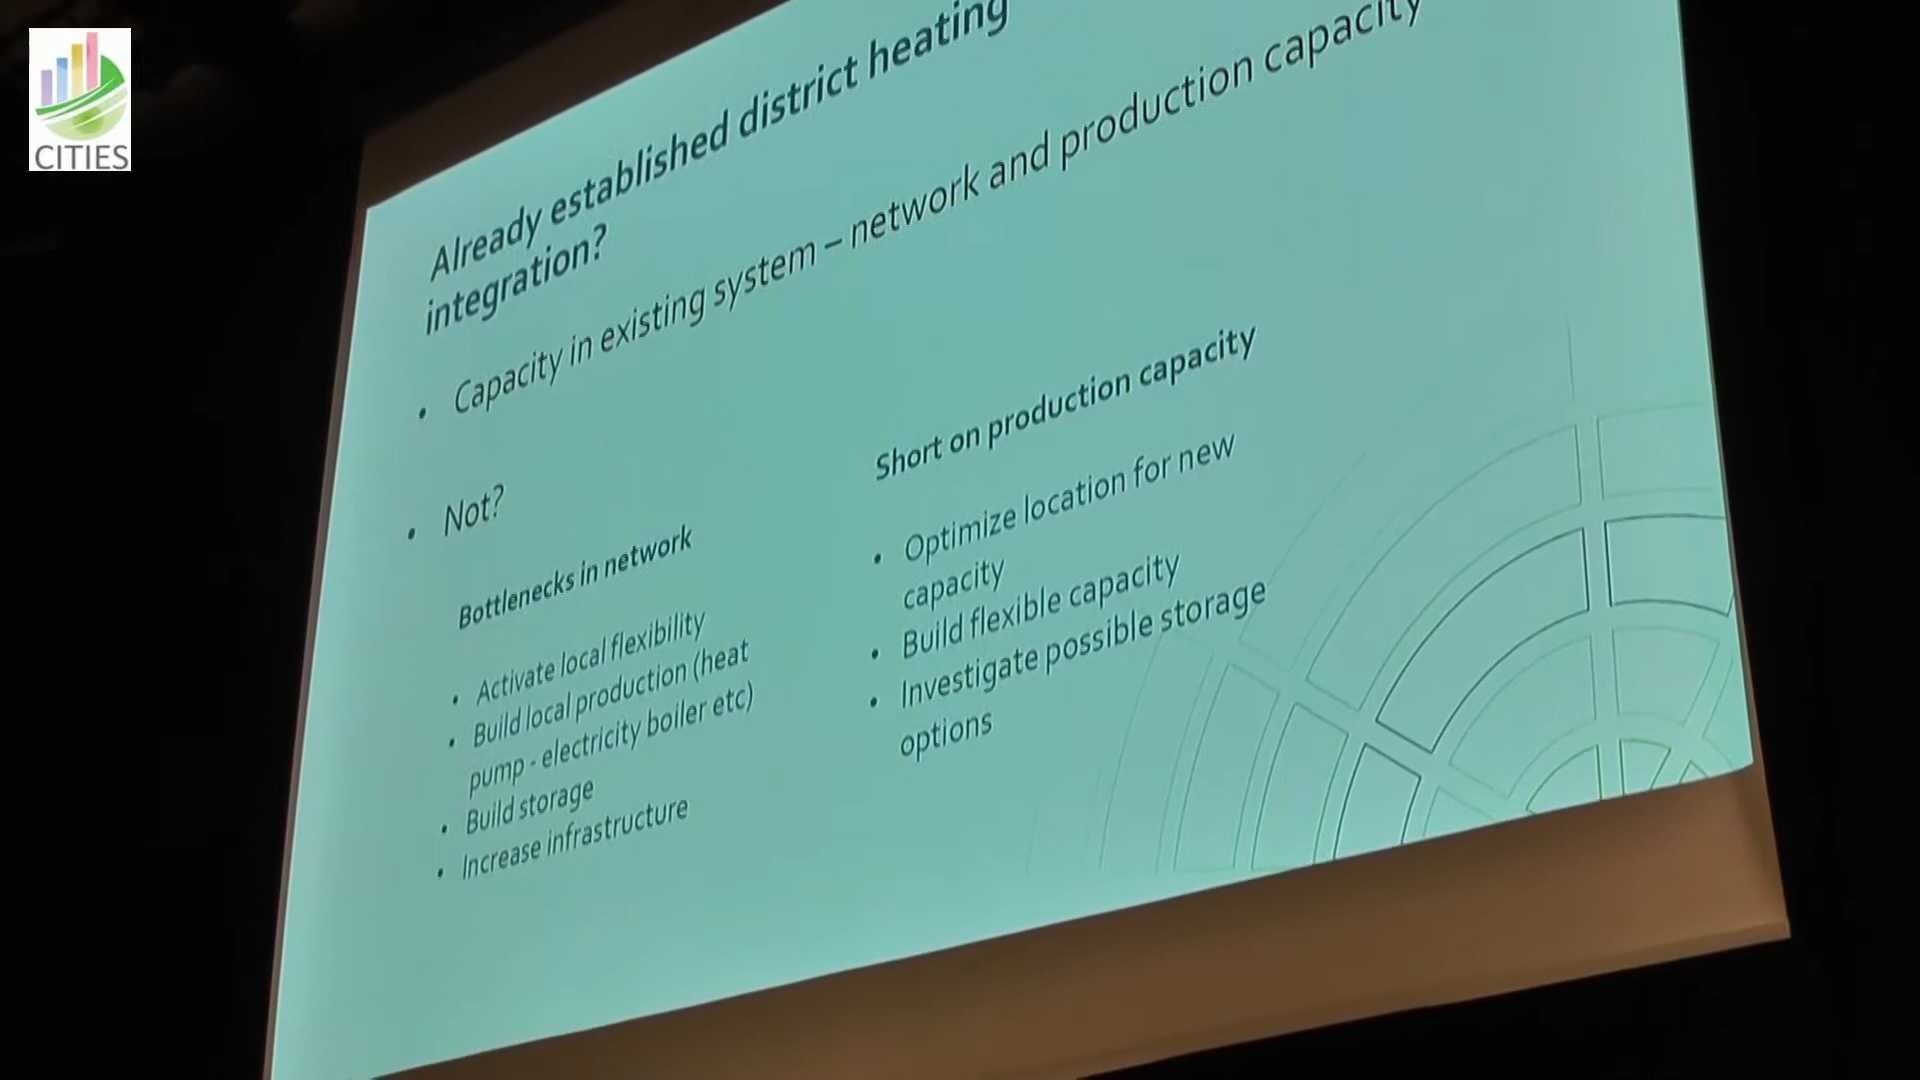 CITIES
Already established district heating
integration?
• Capacity in existing system – network and production capacity
• Not?
Bottlenecks in network
• Activate local flexibility
• Build local production (heat
pump - electricity boiler etc)
• Build storage
• Increase infrastructure
Short on production capacity
• Optimize location for new
capacity
• Build flexible capacity
• Investigate possible storage
options